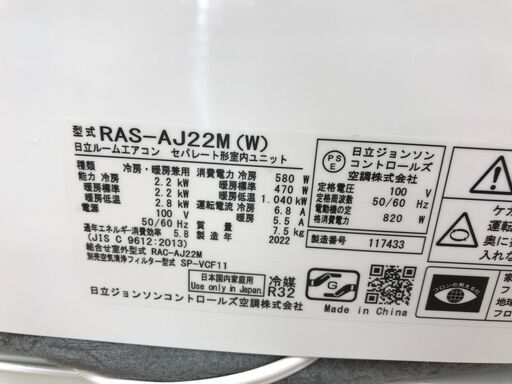 型式 RAS-AJ22M (W)
日立ルームエアコン セパレート形室内ユニット
種類 冷房・暖房兼用
能力 冷房 2.2 kW
暖房標準 2.2 kW
暖房低温 2.8 kW
電源 100 V
50/60 Hz
通年エネルギー消費効率 5.8
(JIS C 9612:2013)
組合せ室外形式 RAC-AJ22M
別売空気清浄フィルター型式 SP-VCF11
消費電力 冷房 580 W
暖房標準 470 W
暖房低温 1.040 kW
運転電流 冷房 6.8 A
暖房 5.5 A
質量 7.5 kg
2022
PS
E
日立ジョンソン
コントロールズ
空調株式会社
定格電圧 100 V
定格周波数 50/60 Hz
電動機の定
格消費電力 820 W
製造番号 117433
日本国内家庭用
Use only in Japan
冷媒
R32
G
日立ジョンソンコントロールズ空調株式会社
Made in China
フロンの見える化
ケガ
運転
奥に指
入れな
地球
フロ